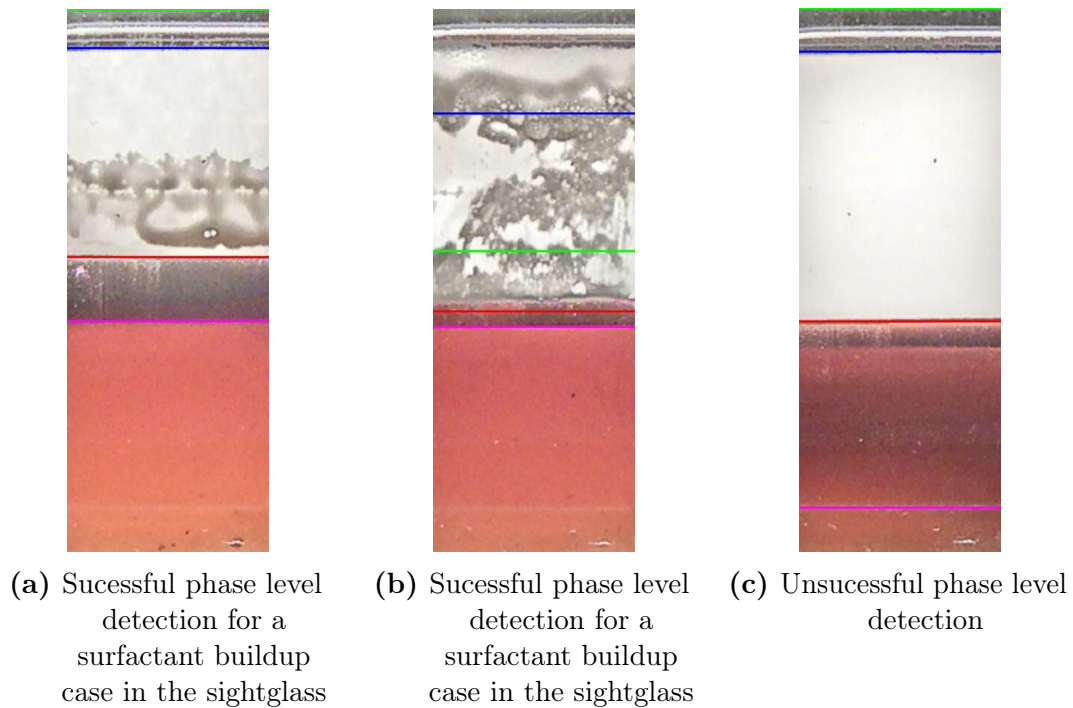 (a) Sucessful phase level
detection for a
surfactant buildup
case in the sightglass
(b) Sucessful phase level
detection for a
surfactant buildup
case in the sightglass
(c) Unsucessful phase level
detection